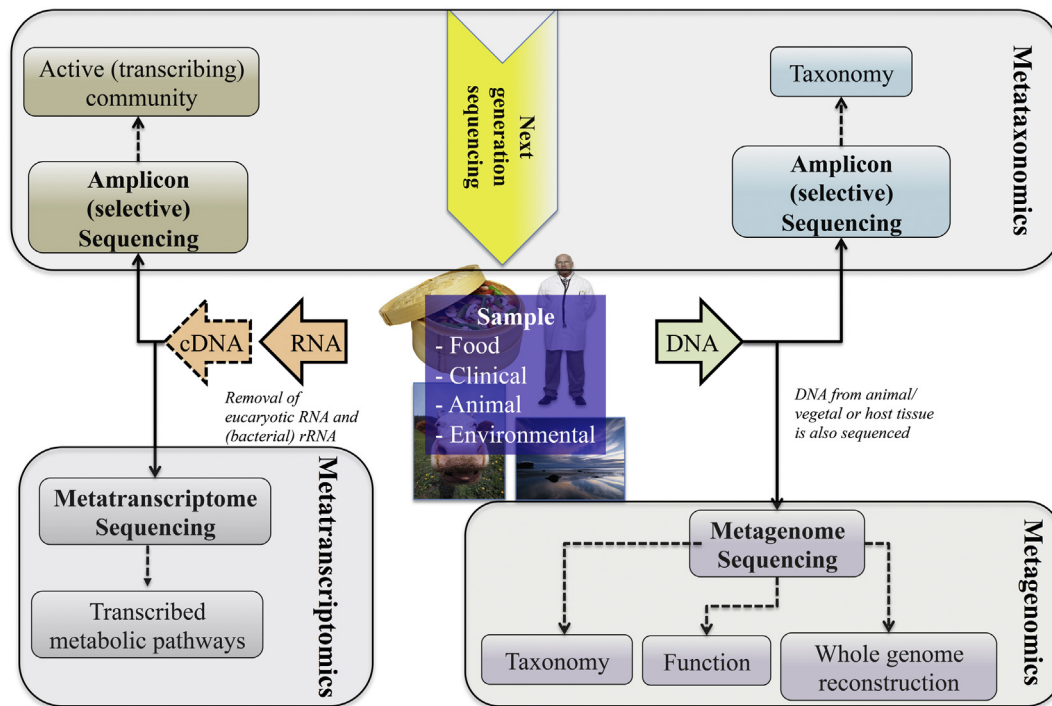 Active (transcribing)
community
Amplicon
(selective)
Sequencing
Next
generation
sequencing
Taxonomy
Amplicon
(selective)
Sequencing
Metataxonomics
cDNA
RNA
Removal of
eucaryotic RNA and
(bacterial) rRNA
Sample
- Food
- Clinical
- Animal
- Environmental
DNA
DNA from animal/
vegetal or host tissue
is also sequenced
Metatranscriptome
Sequencing
Transcribed
metabolic pathways
Metatranscriptomics
Metagenome
Sequencing
Taxonomy
Function
Whole genome
reconstruction
Metagenomics